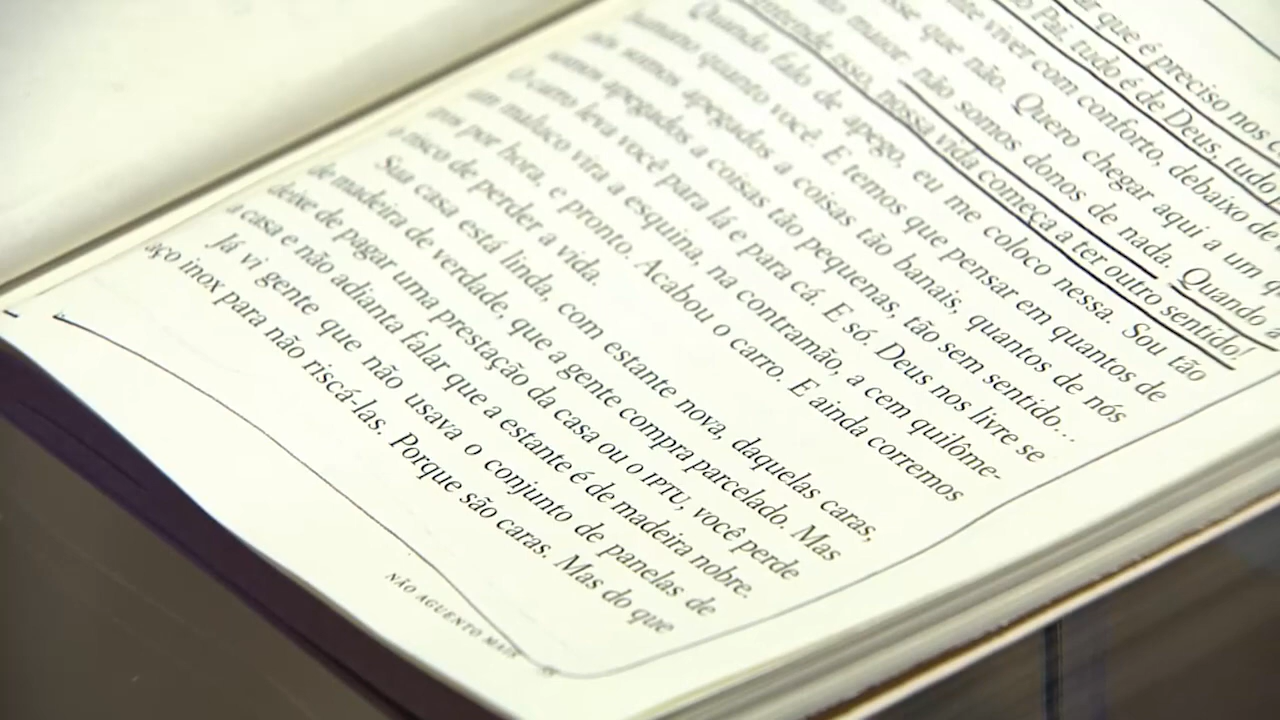 que é preciso nos
Pai, tudo é de Deus, tudo
viver com conforto, debaixo de
que não. Quero chegar aqui a um
maior: não somos donos de nada. Quando a
entende isso, nossa vida começa a ter outro sentido!
Quando falo de apego, eu me coloco nessa. Sou tão
humano quanto você. E temos que pensar em quantos de
nós somos apegados a coisas tão banais, quantos de nós
somos apegados a coisas tão pequenas, tão sem sentido...
O carro leva você para lá e para cá. E só. Deus nos livre se
um maluco vira a esquina, na contramão, a cem quilôme-
tros por hora, e pronto. Acabou o carro. E ainda corremos
o risco de perder a vida.
Sua casa está linda, com estante nova, daquelas caras,
de madeira de verdade, que a gente compra parcelado. Mas
deixe de pagar uma prestação da casa ou o IPTU, você perde
a casa e não adianta falar que a estante é de madeira nobre.
Já vi gente que não usava o conjunto de panelas de
aço inox para não riscá-las. Porque são caras. Mas do que
NÃO AGUENTO MAIS